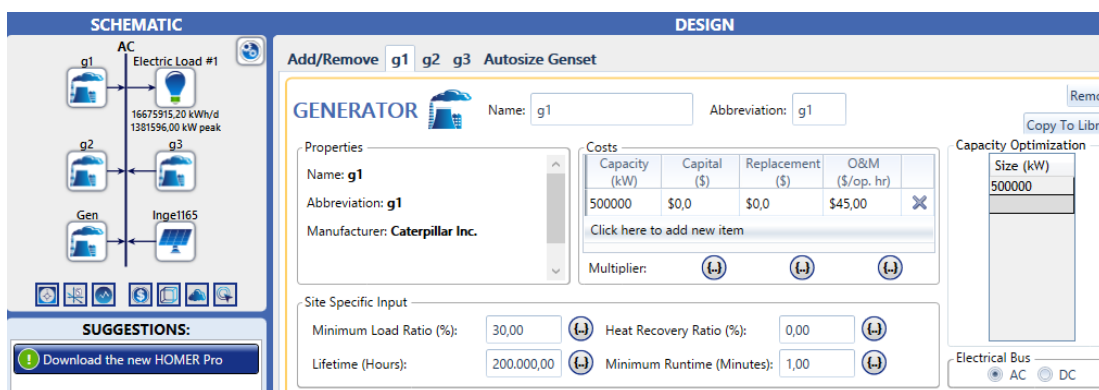 SCHEMATIC
AC
g1
Electric Load #1
16675915,20 kWh/d
1381596,00 kW peak
g2
g3
Gen
Inge1165
SUGGESTIONS:
Download the new HOMER Pro
DESIGN
Add/Remove g1 g2 g3 Autosize Genset
GENERATOR
Name: g1
Abbreviation: g1
Remo
Copy To Libr
Properties
Name: g1
Abbreviation: g1
Manufacturer: Caterpillar Inc.
Costs
Capacity (kW) Capital ($) Replacement ($) O&M ($/op. hr)
500000 $0,0 $0,0 $45,00
Click here to add new item
Multiplier: {..} {..} {..}
Capacity Optimization
Size (kW)
500000
Site Specific Input
Minimum Load Ratio (%): 30,00 {..} Heat Recovery Ratio (%): 0,00 {..}
Lifetime (Hours): 200.000,00 {..} Minimum Runtime (Minutes): 1,00 {..}
Electrical Bus
AC DC